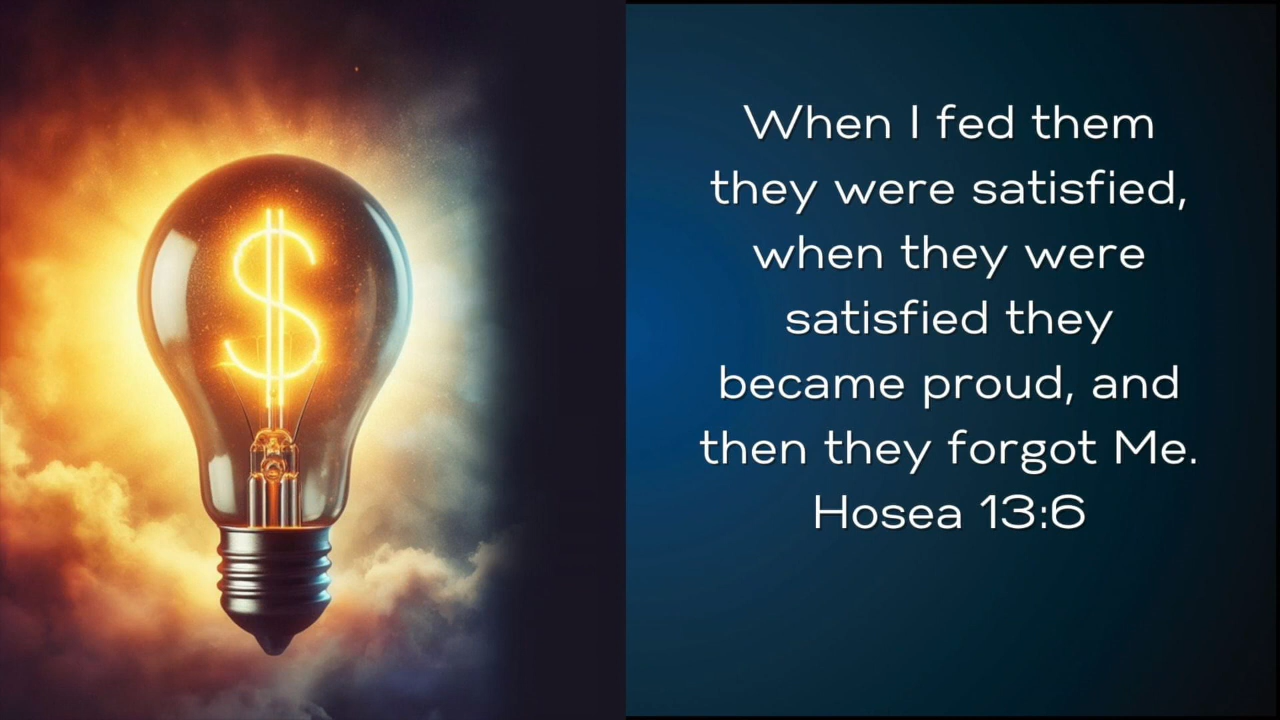 $
When I fed them
they were satisfied,
when they were
satisfied they
became proud, and
then they forgot Me.
Hosea 13:6